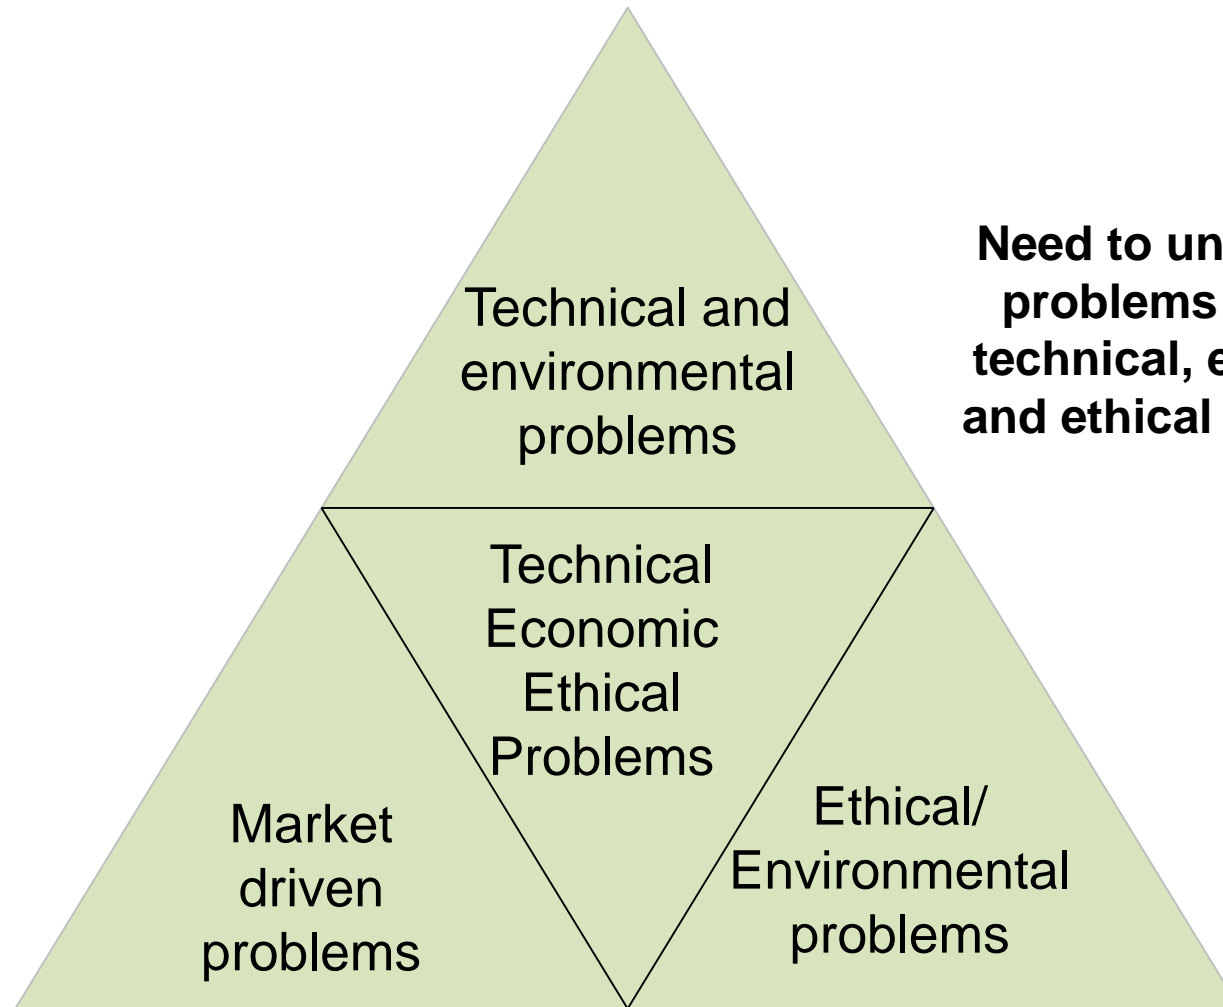 Technical and
environmental
problems
Need to un
problems
technical, e
and ethical
Technical
Economic
Ethical
Problems
Market
driven
problems
Ethical/
Environmental
problems